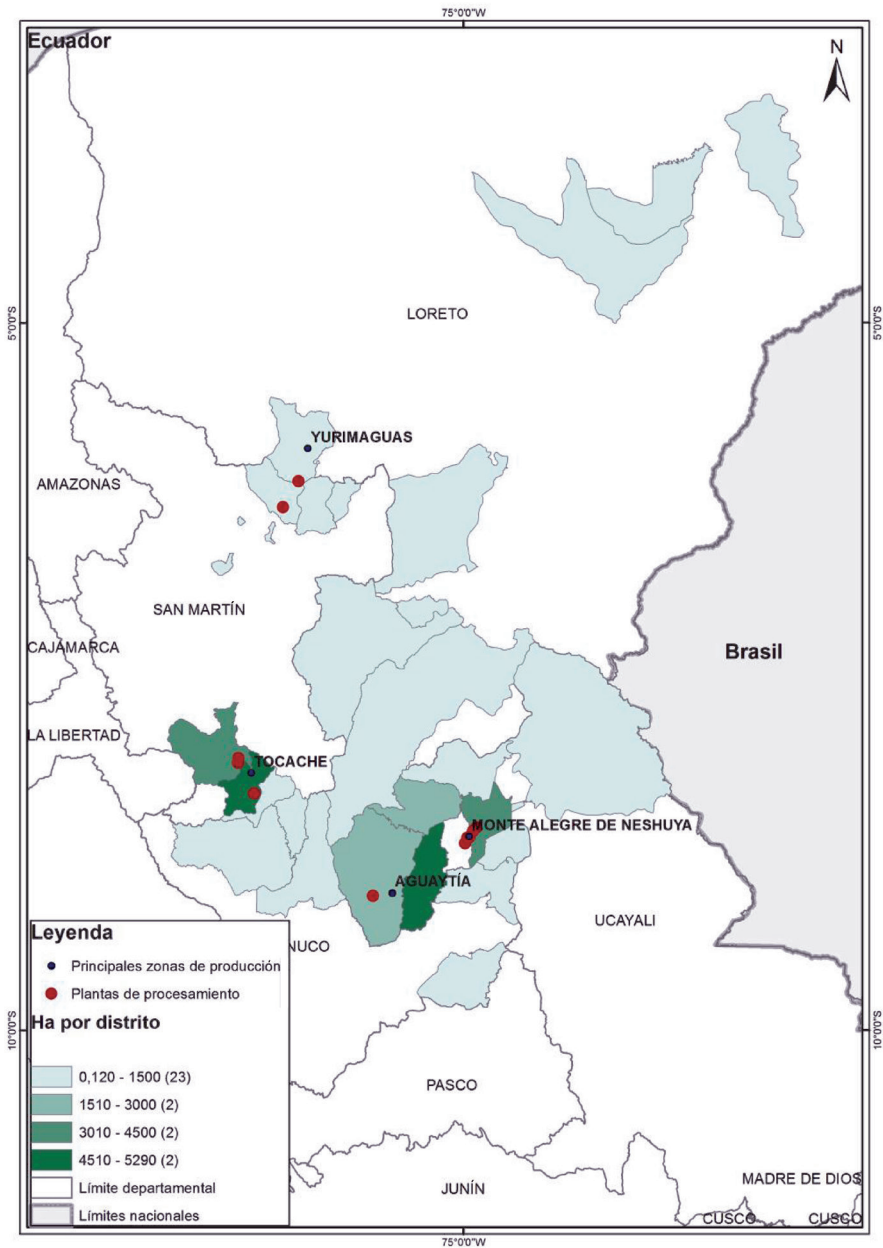 75°0'0"W
Ecuador
N
LORETO
5°0'0"S
5°0'0"S
YURIMAGUAS
AMAZONAS
SAN MARTÍN
CAJAMARCA
Brasil
LA LIBERTAD
TOCACHE
MONTE ALEGRE DE NESHUYA
AGUAYTÍA
UCAYALI
NUCO
Leyenda
Principales zonas de producción
Plantas de procesamiento
Ha por distrito
10°0'0"S
10°0'0"S
0,120 - 1500 (23)
1510 - 3000 (2)
3010 - 4500 (2)
4510 - 5290 (2)
Límite departamental
Límites nacionales
PASCO
JUNÍN
MADRE DE DIOS
CUSCO
CUSCO
75°0'0"W